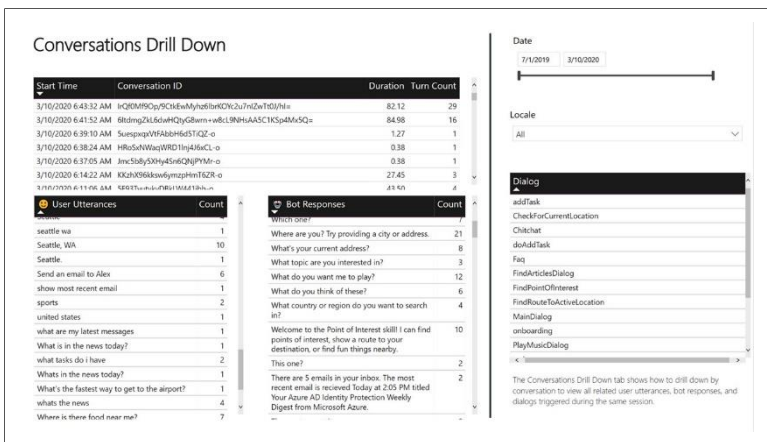 Conversations Drill Down
Start Time Conversation ID Duration Turn Count
3/10/2020 6:43:32 AM IrQf0Mf9Op/9CtkEwMyhz6IbrKOYc2u7nIZwTt0J/hI= 82.12 29
3/10/2020 6:41:52 AM 6ltdmgZkL6dwHQtyG8wrn+w8cL9NHsAA5C1KSp4Mx5Q= 84.98 16
3/10/2020 6:39:10 AM 5uespxqxVtFAbbH6d5TiQZ-o 1.27 1
3/10/2020 6:38:24 AM HRo5xNWaqWRD1Inj4J6xCL-o 0.38 1
3/10/2020 6:37:05 AM Jmc5b8y5XHy4Sn6QNjPYMr-o 0.38 1
3/10/2020 6:14:22 AM KKzhX96kksw6ymzpHmT6ZR-o 27.45 3
3/10/2020 6:11:06 AM 43.50 4
User Utterances Count
Seattle 4
seattle wa 1
Seattle, WA 10
Seattle. 1
Send an email to Alex 6
show most recent email 1
sports 2
united states 1
what are my latest messages 1
What is in the news today? 1
what tasks do i have 2
Whats in the news today? 1
What's the fastest way to get to the airport? 1
whats the news 4
Where is there food near me? 7
Bot Responses Count
Which one? 7
Where are you? Try providing a city or address. 21
What's your current address? 8
What topic are you interested in? 3
What do you want me to play? 12
What do you think of these? 6
What country or region do you want to search 4
in?
Welcome to the Point of Interest skill! I can find 10
points of interest, show a route to your
destination, or find fun things nearby.
This one? 2
There are 5 emails in your inbox. The most 2
recent email is recieved Today at 2:05 PM titled
Your Azure AD Identity Protection Weekly
Digest from Microsoft Azure.
Date
7/1/2019 3/10/2020
Locale
All
Dialog
addTask
CheckForCurrentLocation
Chitchat
doAddTask
Faq
FindArticlesDialog
FindPointOfInterest
FindRouteToActiveLocation
MainDialog
onboarding
PlayMusicDialog
The Conversations Drill Down tab shows how to drill down by
conversation to view all related user utterances, bot responses, and
dialogs triggered during the same session.